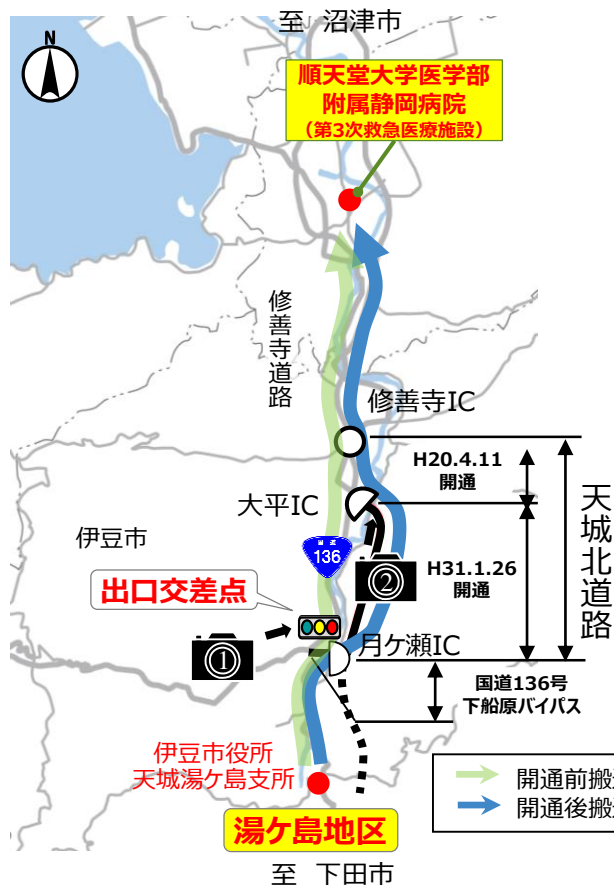 至 沼津市
N
順天堂大学医学部
附属静岡病院
（第3次救急医療施設）
修善寺道路
修善寺IC
H20.4.11
開通
大平IC
天城北道路
伊豆市
国道
136
H31.1.26
開通
②
出口交差点
①
月ケ瀬IC
国道136号
下船原バイパス
伊豆市役所
天城湯ケ島支所
開通前搬
開通後搬
湯ケ島地区
至 下田市